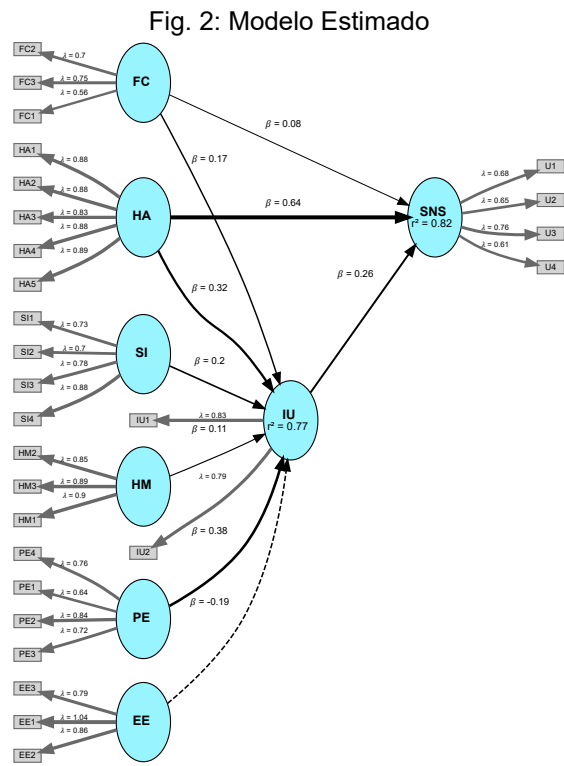 Fig. 2: Modelo Estimado
FC2
λ = 0.7
FC3
λ = 0.75
FC1
λ = 0.56
FC
β = 0.08
β = 0.17
HA1
λ = 0.88
HA2
λ = 0.88
HA3
λ = 0.83
HA4
λ = 0.88
HA5
λ = 0.89
HA
β = 0.64
β = 0.32
SNS
r² = 0.82
λ = 0.68
U1
λ = 0.65
U2
λ = 0.76
U3
λ = 0.61
U4
β = 0.26
SI1
λ = 0.73
SI2
λ = 0.7
SI3
λ = 0.78
SI4
λ = 0.88
SI
β = 0.2
IU
r² = 0.77
IU1
λ = 0.83
β = 0.11
HM2
λ = 0.85
HM3
λ = 0.89
HM1
λ = 0.9
HM
λ = 0.79
IU2
β = 0.38
PE4
λ = 0.76
PE1
λ = 0.64
PE2
λ = 0.84
PE3
λ = 0.72
PE
β = -0.19
EE3
λ = 0.79
EE1
λ = 1.04
EE2
λ = 0.86
EE